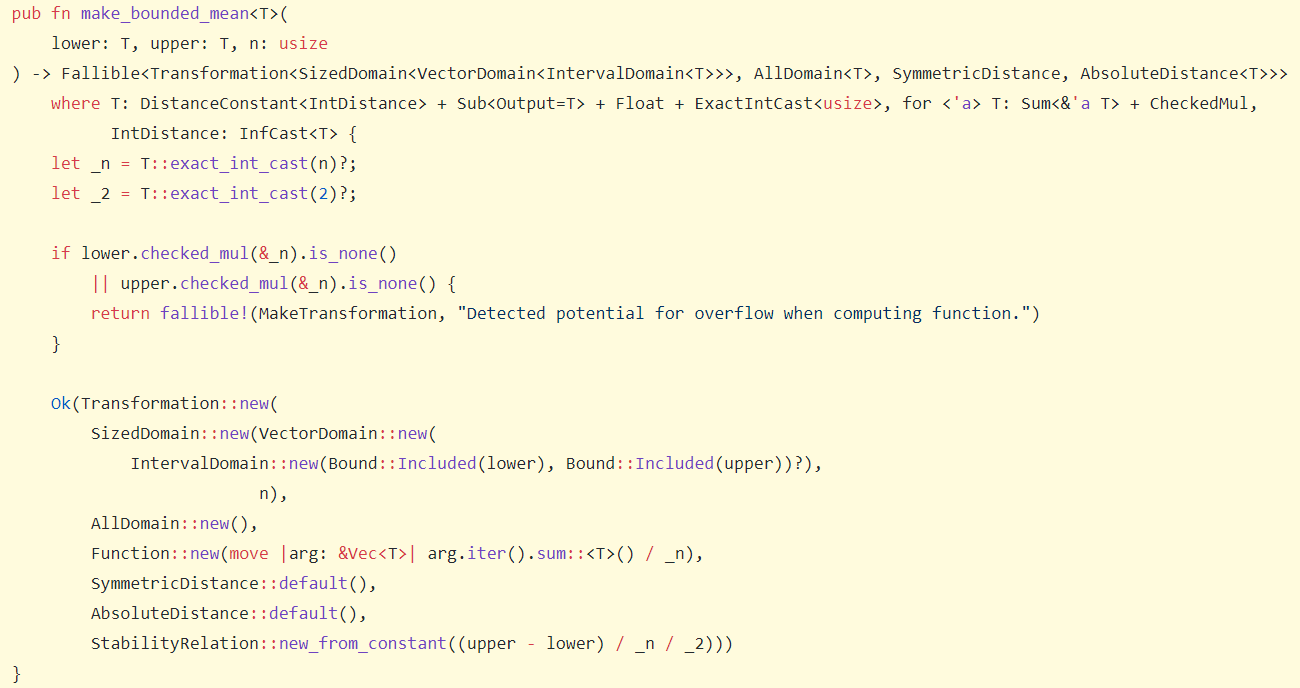 pub fn make_bounded_mean<T>(
    lower: T, upper: T, n: usize
) -> Fallible<Transformation<SizedDomain<VectorDomain<IntervalDomain<T>>>, AllDomain<T>, SymmetricDistance, AbsoluteDistance<T>>>
    where T: DistanceConstant<IntDistance> + Sub<Output=T> + Float + ExactIntCast<usize>, for <'a> T: Sum<&'a T> + CheckedMul,
          IntDistance: InfCast<T> {
    let _n = T::exact_int_cast(n)?;
    let _2 = T::exact_int_cast(2)?;

    if lower.checked_mul(&_n).is_none()
        || upper.checked_mul(&_n).is_none() {
        return fallible!(MakeTransformation, "Detected potential for overflow when computing function.")
    }

    Ok(Transformation::new(
        SizedDomain::new(VectorDomain::new(
            IntervalDomain::new(Bound::Included(lower), Bound::Included(upper))?),
                         n),
        AllDomain::new(),
        Function::new(move |arg: &Vec<T>| arg.iter().sum::<T>() / _n),
        SymmetricDistance::default(),
        AbsoluteDistance::default(),
        StabilityRelation::new_from_constant((upper - lower) / _n / _2)))
}